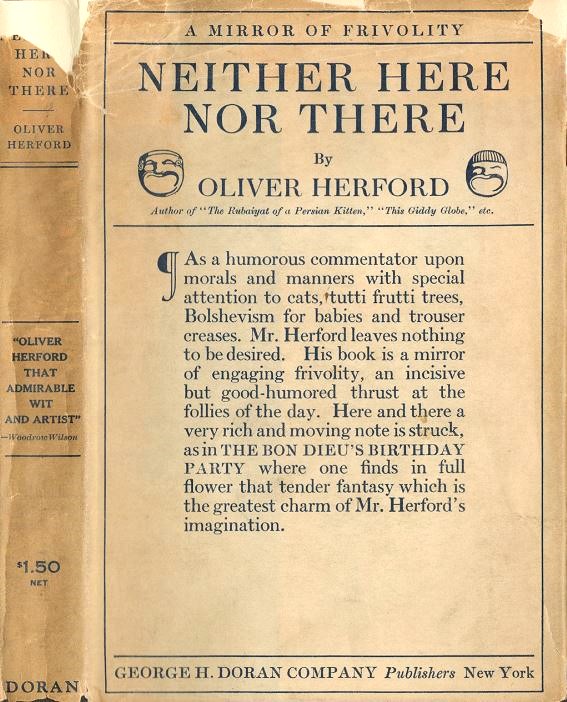 HER
NOR
THERE
OLIVER
HERFORD
"OLIVER
HERFORD
THAT
ADMIRABLE
WIT
AND ARTIST"
—Woodrow Wilson
$1.50
NET
DORAN
A MIRROR OF FRIVOLITY
NEITHER HERE
NOR THERE
By
OLIVER HERFORD
Author of "The Rubaiyat of a Persian Kitten," "This Giddy Globe," etc.
¶ As a humorous commentator upon
morals and manners with special
attention to cats, tutti frutti trees,
Bolshevism for babies and trouser
creases. Mr. Herford leaves nothing
to be desired. His book is a mirror
of engaging frivolity, an incisive
but good-humored thrust at the
follies of the day. Here and there a
very rich and moving note is struck,
as in THE BON DIEU'S BIRTHDAY
PARTY where one finds in full
flower that tender fantasy which is
the greatest charm of Mr. Herford's
imagination.
GEORGE H. DORAN COMPANY Publishers New York